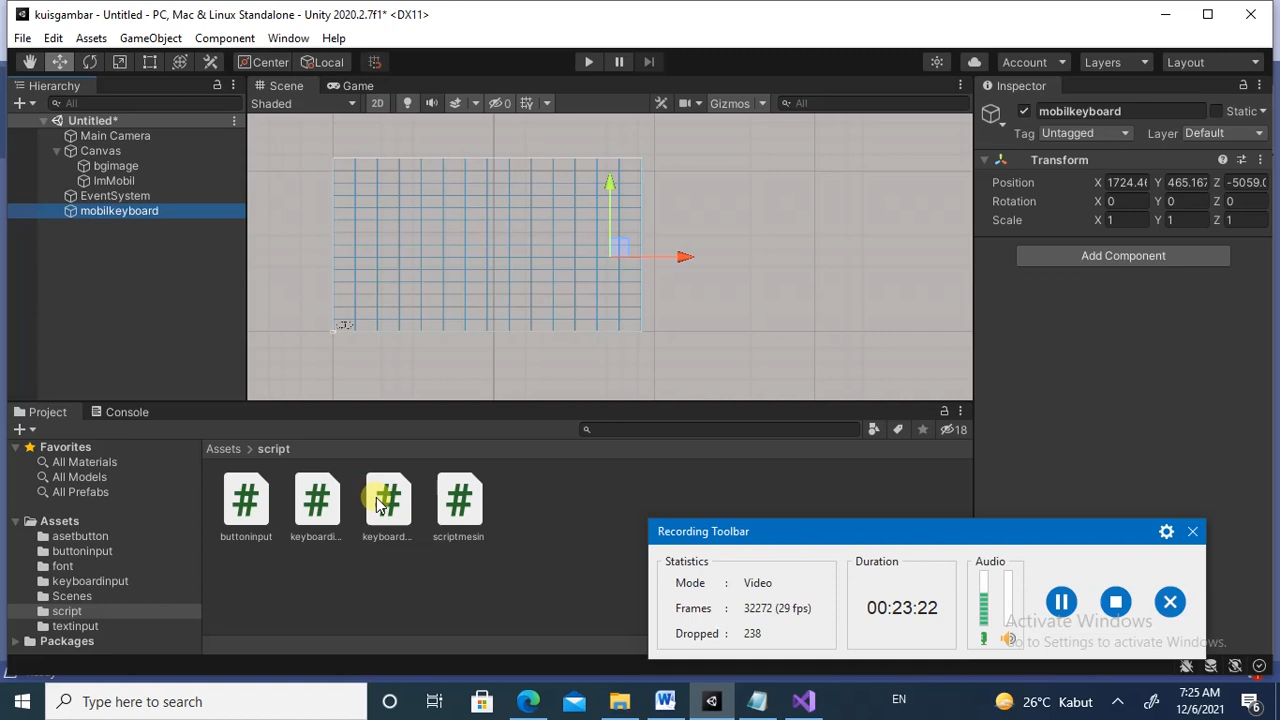 kuisgambar - Untitled - PC, Mac & Linux Standalone - Unity 2020.2.7f1* <DX11>
File Edit Assets GameObject Component Window Help
Center Local Account Layers Layout
Hierarchy Scene Game Inspector
All Shaded 2D 0 Gizmos All mobilkeyboard Static
Untitled*
Main Camera Tag Untagged Layer Default
Canvas
bgimage Transform
ImMobil Position X 1724.46 Y 465.167 Z -5059.0
EventSystem Rotation X 0 Y 0 Z 0
mobilkeyboard Scale X 1 Y 1 Z 1
Add Component
Project Console
18
Favorites Assets > script
All Materials
All Models
All Prefabs
Assets
asetbutton buttoninput keyboardi... keyboard... scriptmesin
buttoninput
font
keyboardinput
Scenes
script
textinput
Packages
Recording Toolbar
Statistics Duration Audio
Mode : Video
Frames : 32272 (29 fps) 00:23:22
Dropped : 238
Activate Windows
Go to Settings to activate Windows.
Type here to search EN 26°C Kabut 7:25 AM
12/6/2021 6